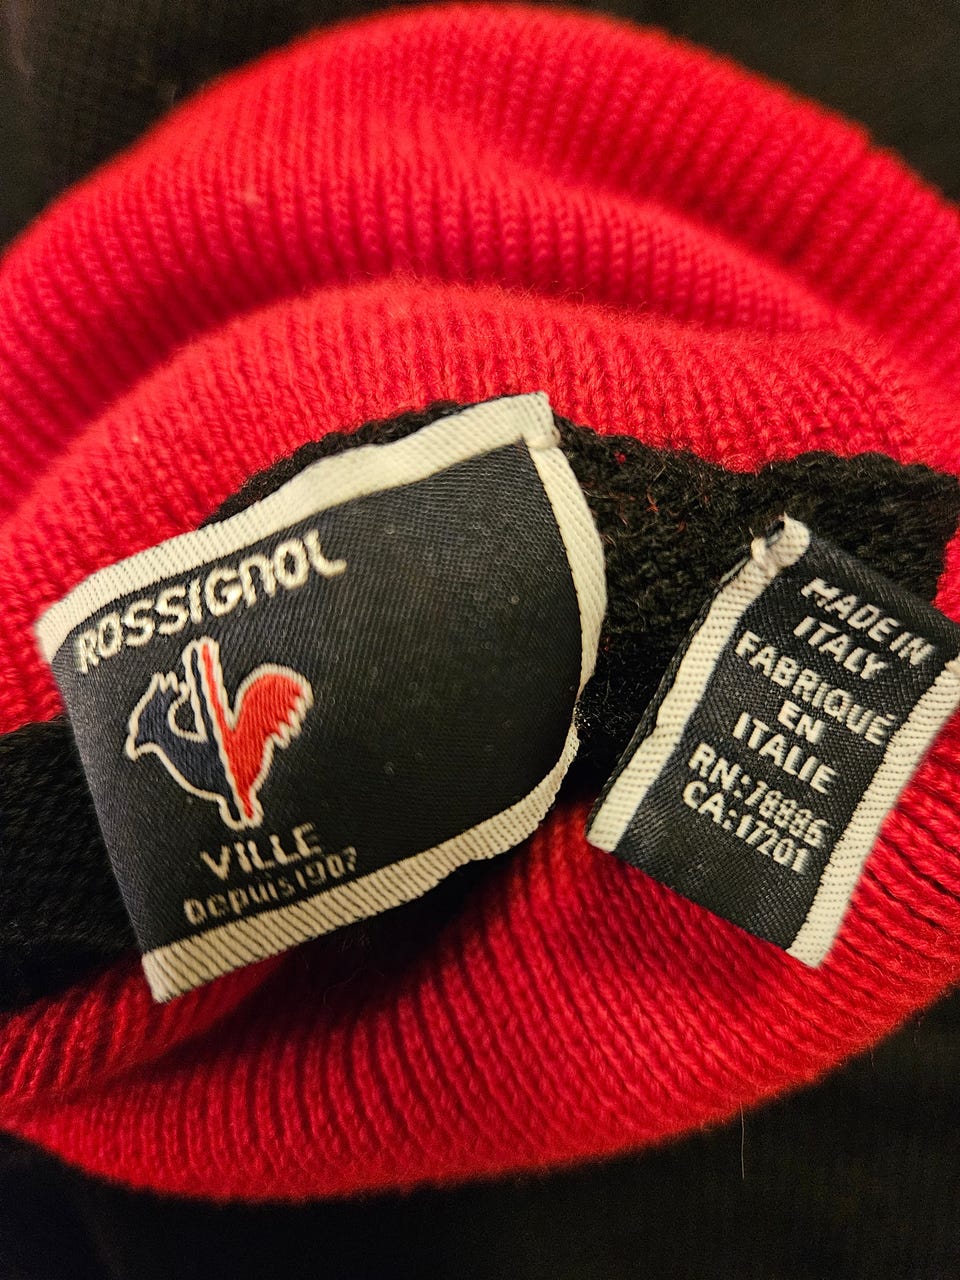 ROSSIGNOL
VILLE
Depuis 1907
MADE IN
ITALY
FABRIQUÉ
EN
ITALIE
RN:78886
CA:17201